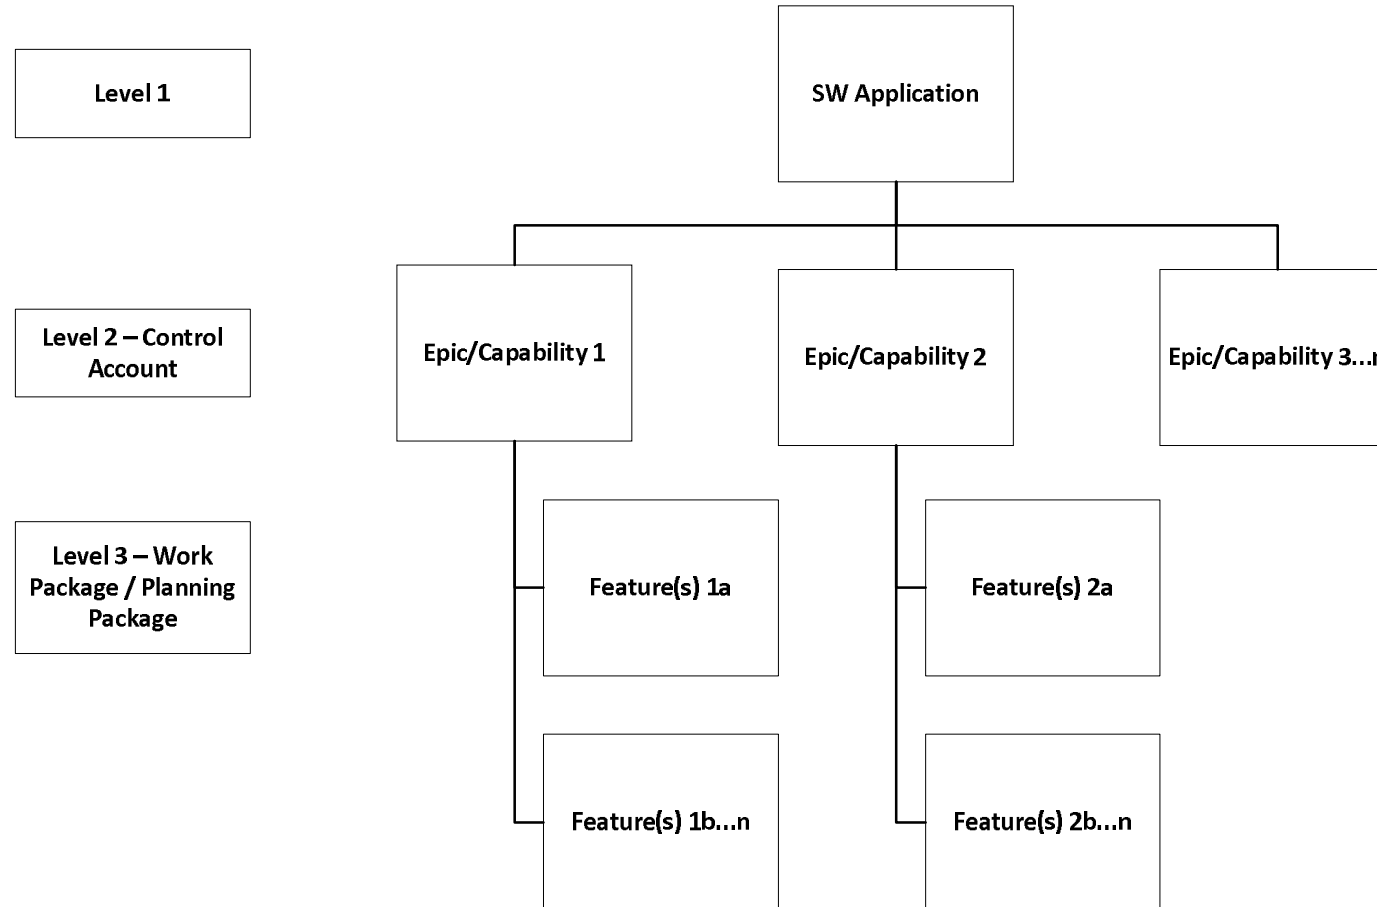 Level 1
SW Application
Level 2 – Control
Account
Epic/Capability 1
Epic/Capability 2
Epic/Capability 3...n
Level 3 – Work
Package / Planning
Package
Feature(s) 1a
Feature(s) 2a
Feature(s) 1b...n
Feature(s) 2b...n